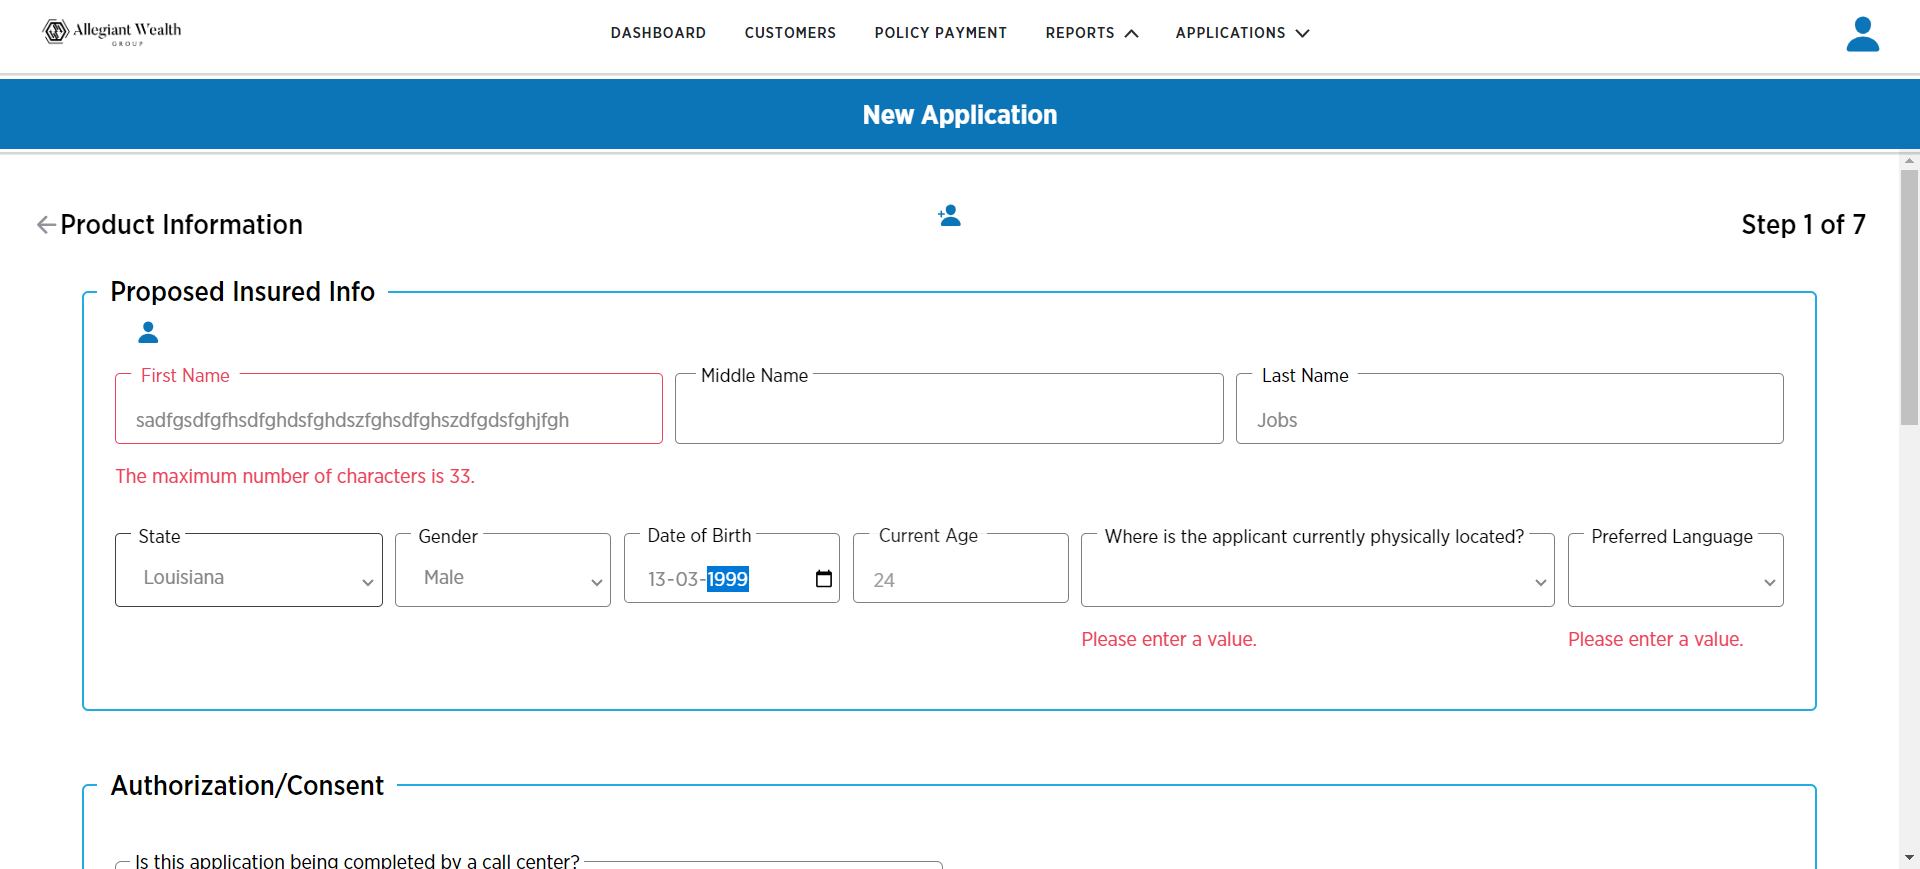 Allegiant Wealth
GROUP
DASHBOARD CUSTOMERS POLICY PAYMENT REPORTS APPLICATIONS
New Application
Product Information
Step 1 of 7
Proposed Insured Info
First Name Middle Name Last Name
sadfgsdfgfhsdfghdsfghdszfghsdfghszdfgdsfghjfgh Jobs
The maximum number of characters is 33.
State Gender Date of Birth Current Age Where is the applicant currently physically located? Preferred Language
Louisiana Male 13-03-1999 24
Please enter a value. Please enter a value.
Authorization/Consent
Is this application being completed by a call center?